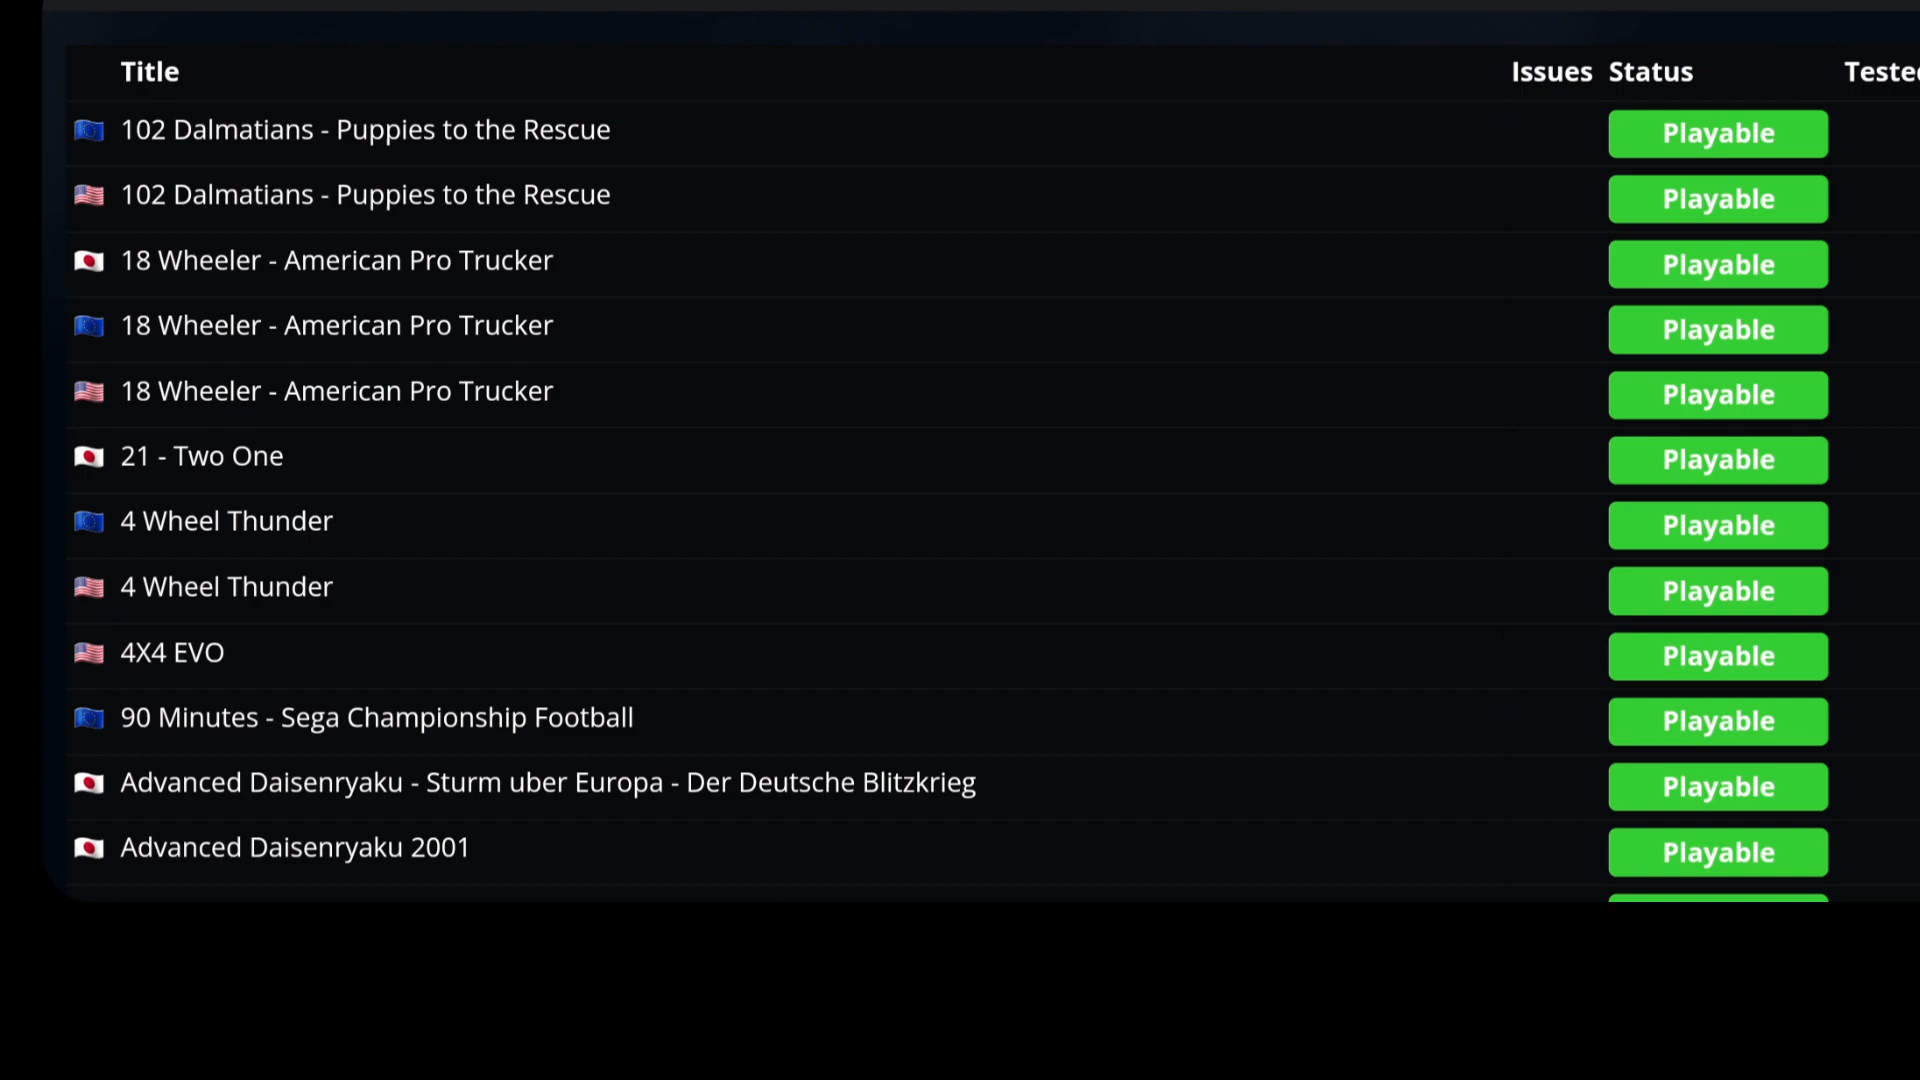 Title Issues Status
102 Dalmatians - Puppies to the Rescue Playable
102 Dalmatians - Puppies to the Rescue Playable
18 Wheeler - American Pro Trucker Playable
18 Wheeler - American Pro Trucker Playable
18 Wheeler - American Pro Trucker Playable
21 - Two One Playable
4 Wheel Thunder Playable
4 Wheel Thunder Playable
4X4 EVO Playable
90 Minutes - Sega Championship Football Playable
Advanced Daisenryaku - Sturm uber Europa - Der Deutsche Blitzkrieg Playable
Advanced Daisenryaku 2001 Playable